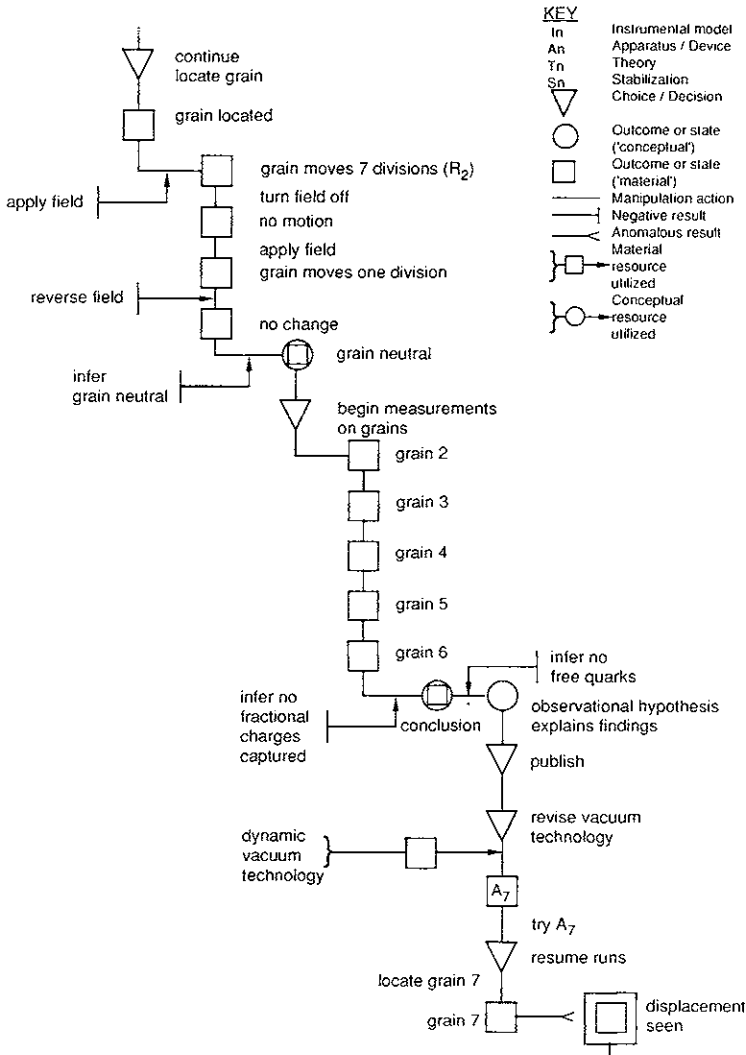 continue
locate grain
grain located
grain moves 7 divisions (R2)
apply field
turn field off
no motion
apply field
grain moves one division
reverse field
no change
grain neutral
infer
grain neutral
begin measurements
on grains
grain 2
grain 3
grain 4
grain 5
grain 6
infer no
free quarks
infer no
fractional
charges
captured
conclusion
observational hypothesis
explains findings
publish
revise vacuum
technology
dynamic
vacuum
technology
A7
try A7
resume runs
locate grain 7
grain 7
displacement
seen
KEY
In Instrumental model
An Apparatus / Device
Tn Theory
Sn Stabilization
Choice / Decision
Outcome or state
('conceptual')
Outcome or state
('material')
Manipulation action
Negative result
Anomatous result
Material
resource
utilized
Conceptual
resource
utilized